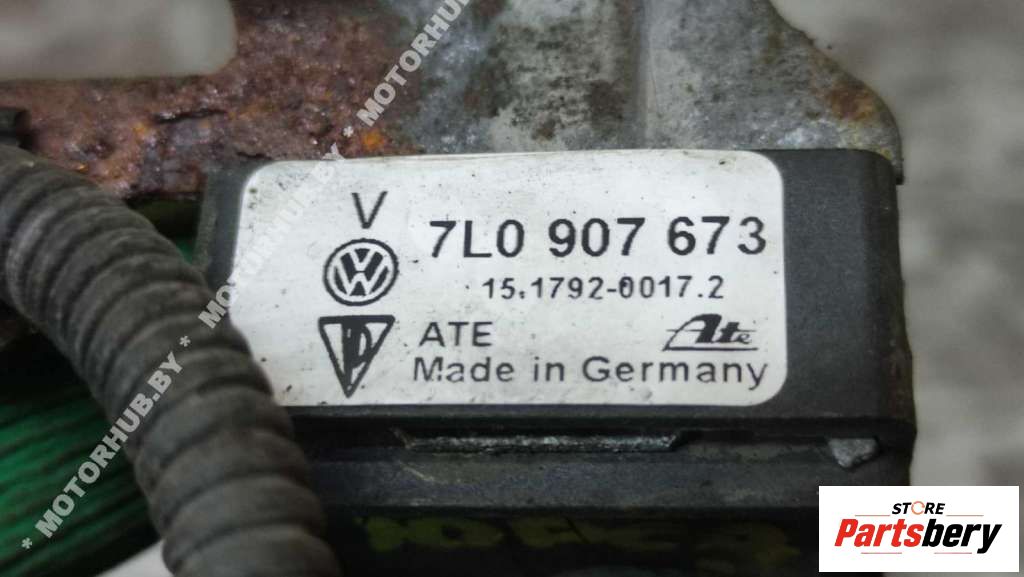 V
7L0 907 673
15.1792-0017.2
ATE Ate
Made in Germany
* MOTORHUB.BY * MOTORHUB.BY * MOTORHUB.BY
STORE
Partsbery